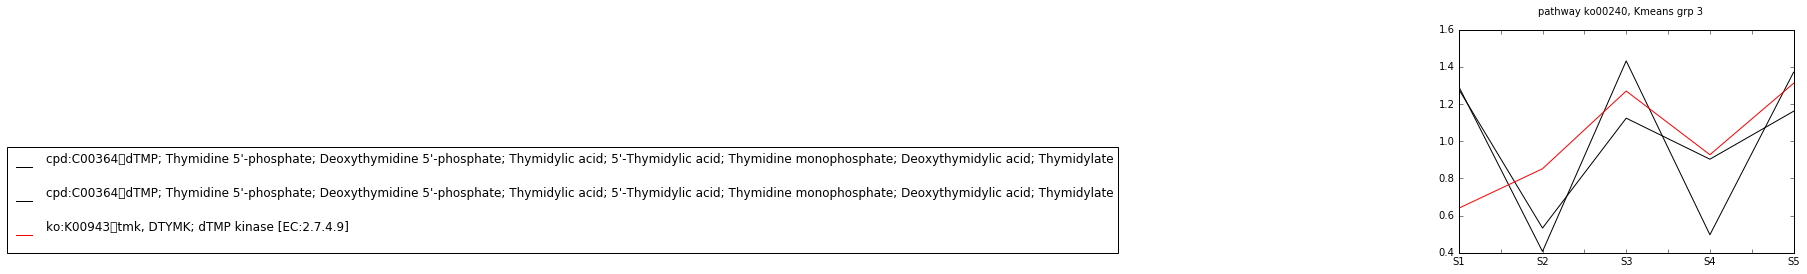 pathway ko00240, Kmeans grp 3
1.6
1.4
1.2
1.0
0.8
0.6
0.4
S1 S2 S3 S4 S5
cpd:C00364▯dTMP; Thymidine 5'-phosphate; Deoxythymidine 5'-phosphate; Thymidylic acid; 5'-Thymidylic acid; Thymidine monophosphate; Deoxythymidylic acid; Thymidylate
cpd:C00364▯dTMP; Thymidine 5'-phosphate; Deoxythymidine 5'-phosphate; Thymidylic acid; 5'-Thymidylic acid; Thymidine monophosphate; Deoxythymidylic acid; Thymidylate
ko:K00943▯tmk, DTYMK; dTMP kinase [EC:2.7.4.9]